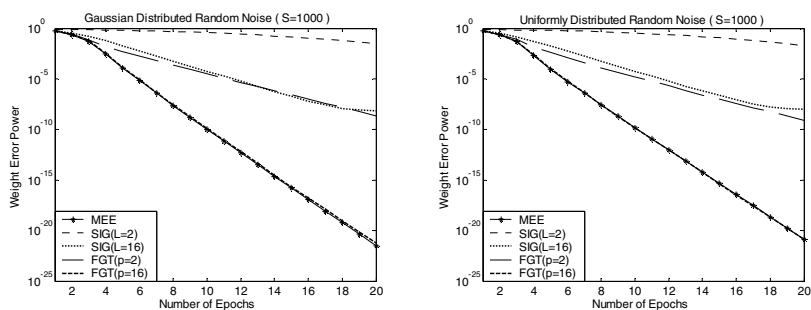 Gaussian Distributed Random Noise ( S=1000 )
Weight Error Power
10^0
10^-5
10^-10
10^-15
10^-20
10^-25
MEE
SIG(L=2)
SIG(L=16)
FGT(p=2)
FGT(p=16)
2 4 6 8 10 12 14 16 18 20
Number of Epochs
Uniformly Distributed Random Noise ( S=1000 )
Weight Error Power
10^0
10^-5
10^-10
10^-15
10^-20
10^-25
MEE
SIG(L=2)
SIG(L=16)
FGT(p=2)
FGT(p=16)
2 4 6 8 10 12 14 16 18 20
Number of Epochs